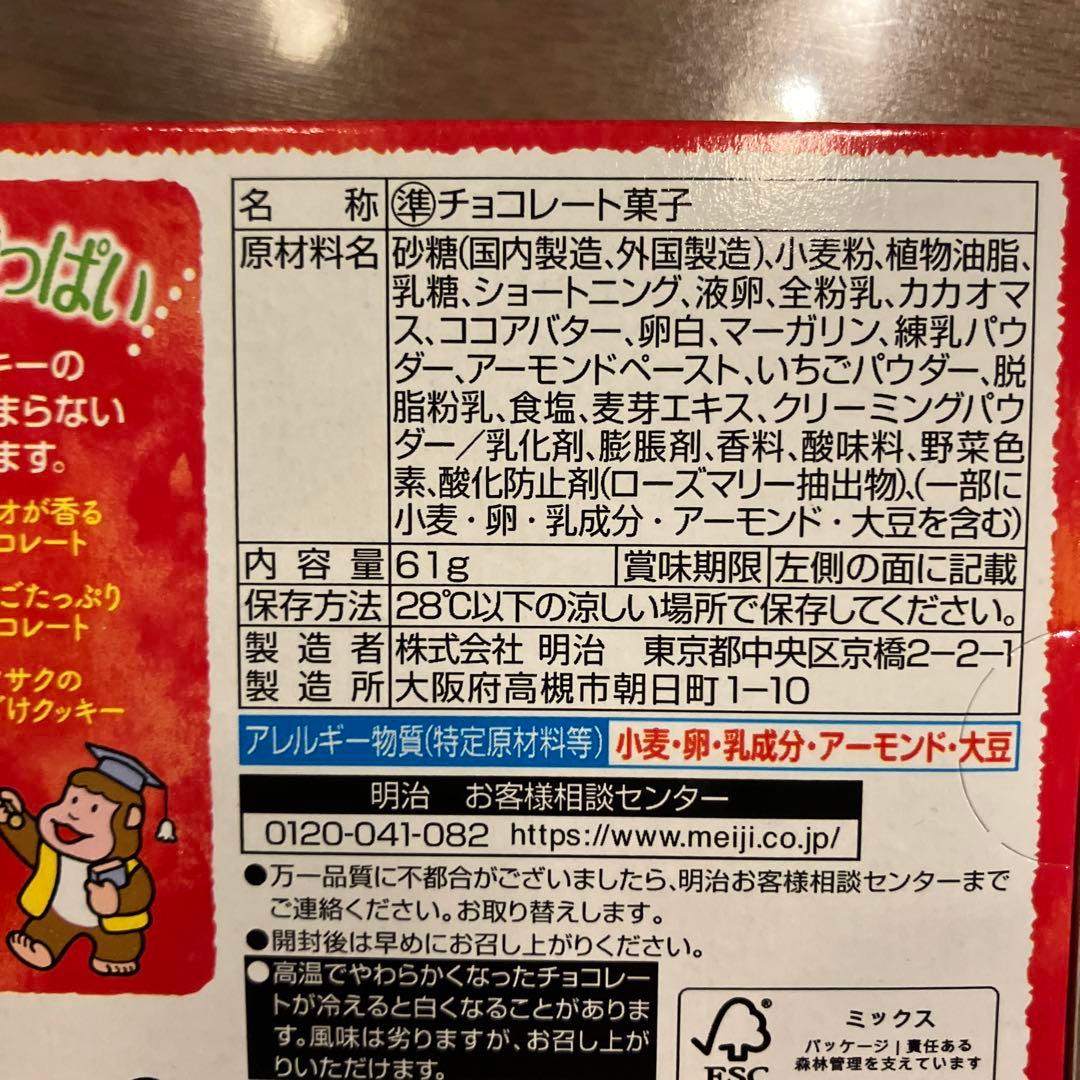 っぱい
キーの
まらない
ます。
オが香る
コレート
ごたっぷり
コレート
サクの
けクッキー
名称 ㊜チョコレート菓子
原材料名 砂糖(国内製造、外国製造)、小麦粉、植物油脂、
乳糖、ショートニング、液卵、全粉乳、カカオマ
ス、ココアバター、卵白、マーガリン、練乳パウ
ダー、アーモンドペースト、いちごパウダー、脱
脂粉乳、食塩、麦芽エキス、クリーミングパウ
ダー／乳化剤、膨脹剤、香料、酸味料、野菜色
素、酸化防止剤(ローズマリー抽出物)、(一部に
小麦・卵・乳成分・アーモンド・大豆を含む)
内容量 61g 賞味期限 左側の面に記載
保存方法 28℃以下の涼しい場所で保存してください。
製造者 株式会社 明治 東京都中央区京橋2−2−1
製造所 大阪府高槻市朝日町1−10
アレルギー物質(特定原材料等) 小麦・卵・乳成分・アーモンド・大豆
明治 お客様相談センター
0120-041-082 https://www.meiji.co.jp/
●万一品質に不都合がございましたら、明治お客様相談センターまで
ご連絡ください。お取り替えします。
●開封後は早めにお召し上がりください。
●高温でやわらかくなったチョコレー
トが冷えると白くなることがありま
す。風味は劣りますが、お召し上が
りいただけます。
ミックス
パッケージ | 責任ある
森林管理を支えています
FSC